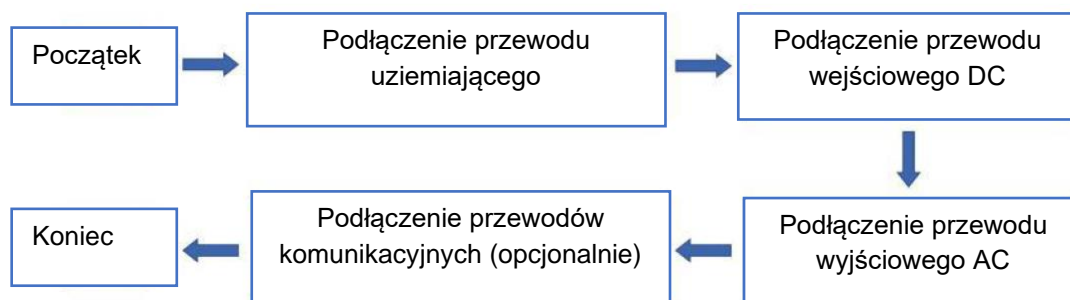 Początek
Podłączenie przewodu
uziemiającego
Podłączenie przewodu
wejściowego DC
Podłączenie przewodu
wyjściowego AC
Podłączenie przewodów
komunikacyjnych (opcjonalnie)
Koniec